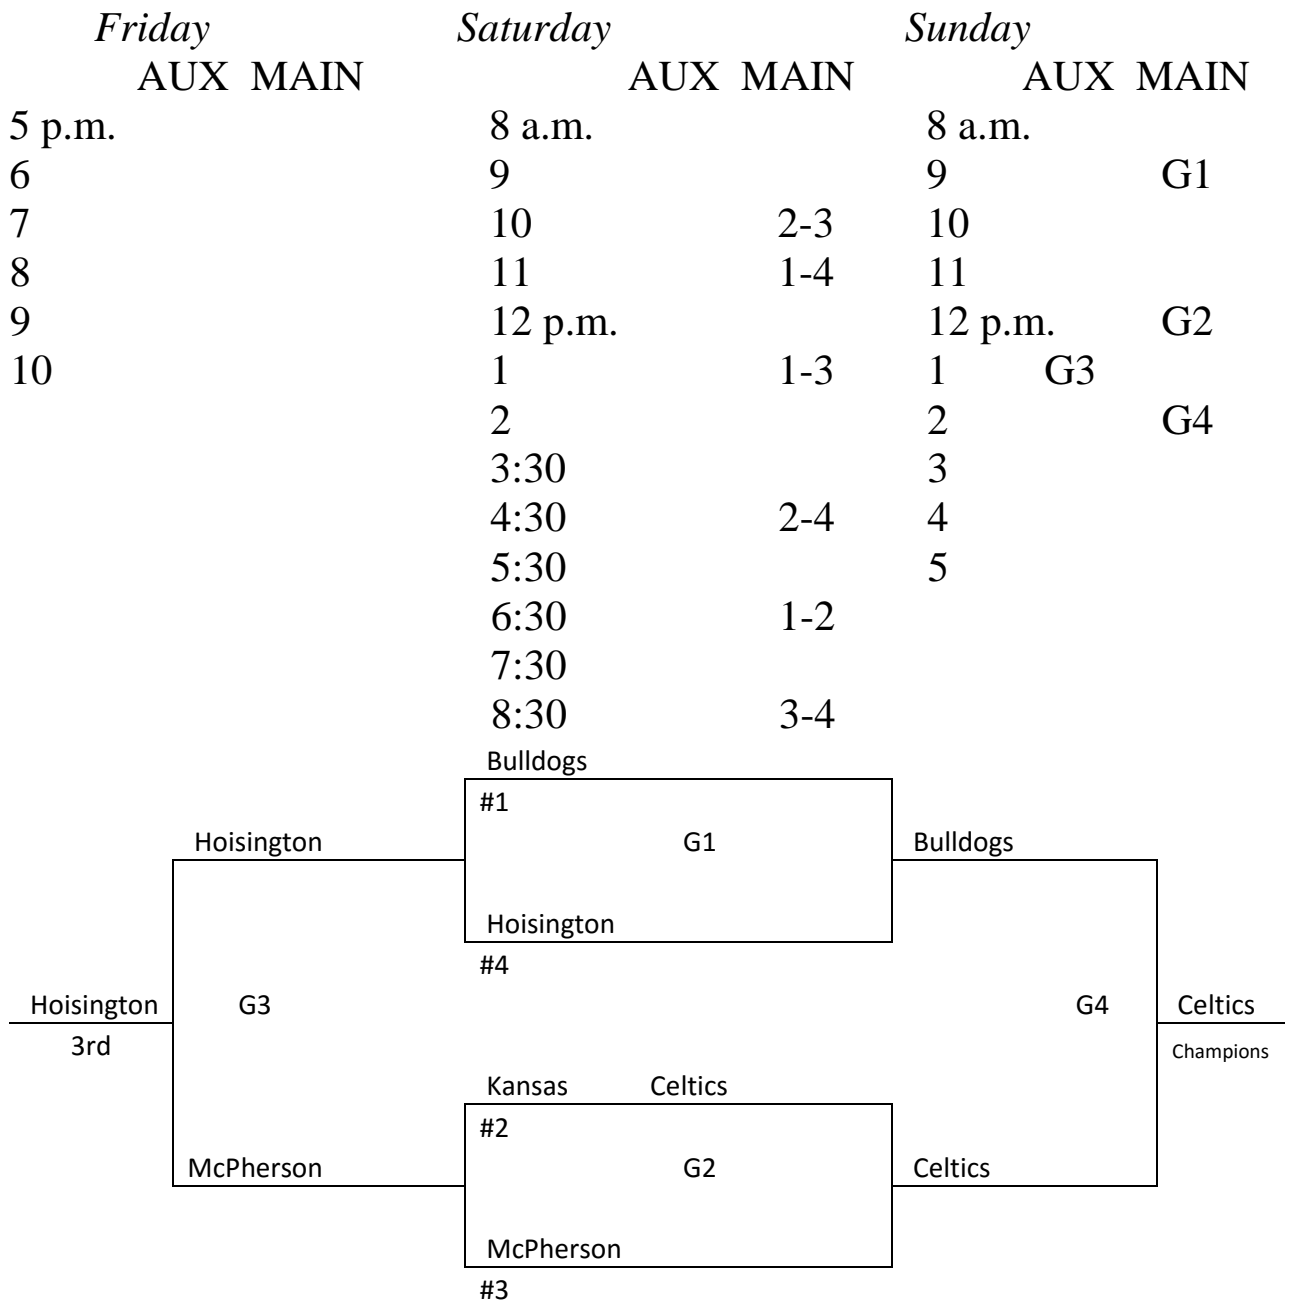 Friday Saturday Sunday
AUX MAIN AUX MAIN AUX MAIN
5 p.m. 8 a.m. 8 a.m.
6 9 9 G1
7 10 2-3 10
8 11 1-4 11
9 12 p.m. 12 p.m. G2
10 1 1-3 1 G3
2 2 G4
3:30 3
4:30 2-4 4
5:30 5
6:30 1-2
7:30
8:30 3-4
Bulldogs
#1
Hoisington G1 Bulldogs
Hoisington
#4
Hoisington G3 G4 Celtics
3rd Champions
Kansas Celtics
#2
McPherson G2 Celtics
McPherson
#3